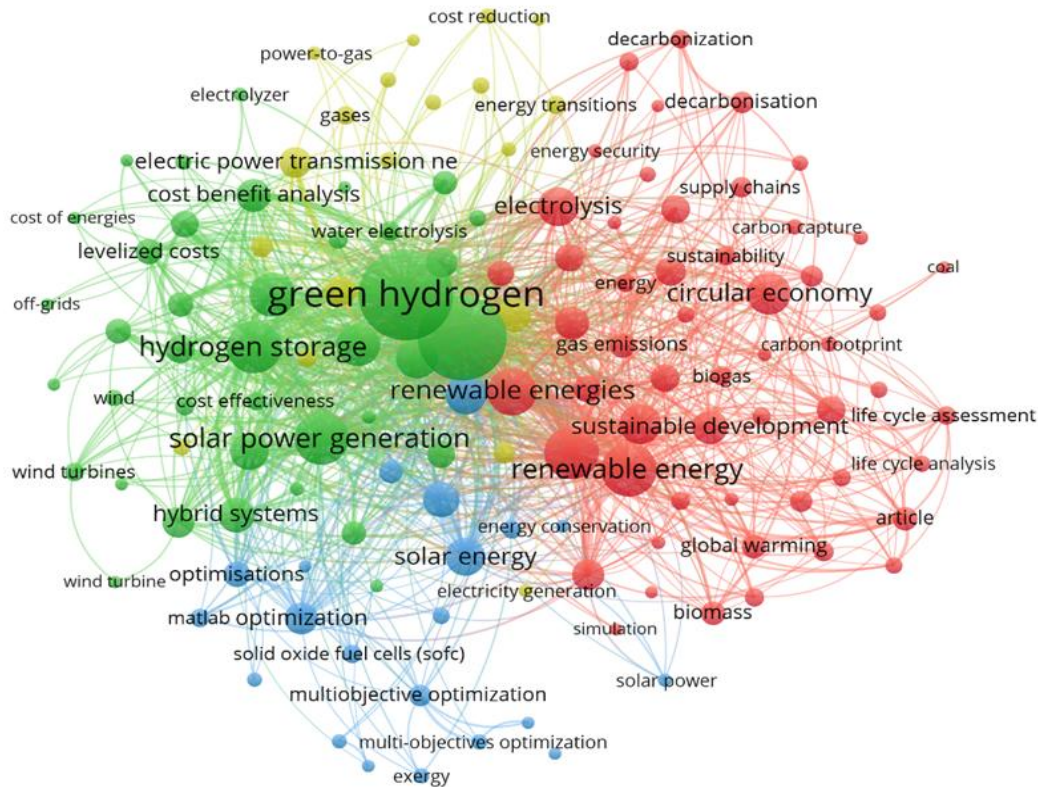 cost reduction
decarbonization
power-to-gas
electrolyzer
gases
energy transitions
decarbonisation
electric power transmission ne
energy security
cost benefit analysis
electrolysis
supply chains
cost of energies
water electrolysis
carbon capture
levelized costs
sustainability
coal
green hydrogen
energy
circular economy
off-grids
hydrogen storage
gas emissions
carbon footprint
renewable energies
biogas
wind
cost effectiveness
life cycle assessment
solar power generation
sustainable development
wind turbines
renewable energy
life cycle analysis
hybrid systems
energy conservation
article
solar energy
global warming
wind turbine
optimisations
electricity generation
matlab
optimization
biomass
simulation
solid oxide fuel cells (sofc)
solar power
multiobjective optimization
multi-objectives optimization
exergy